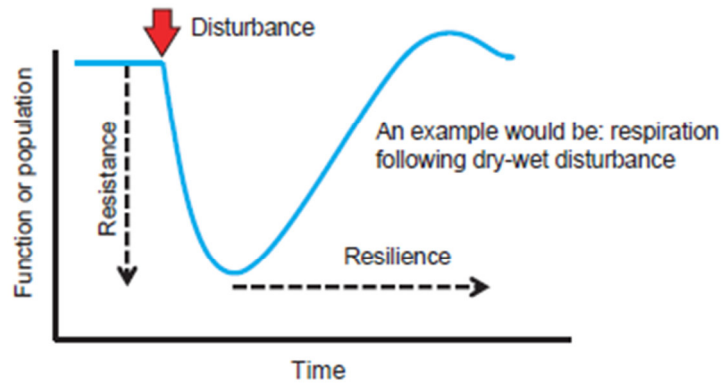 Disturbance
Function or population
Resistance
An example would be: respiration
following dry-wet disturbance
Resilience
Time